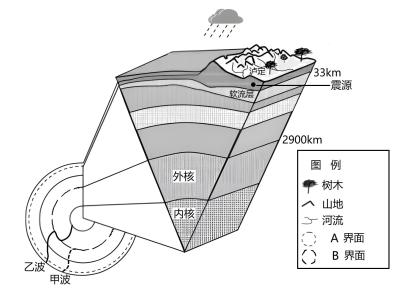 泸定
33km
震源
软流层
2900km
外核
内核
乙波
甲波
图 例
树木
山地
河流
A 界面
B 界面